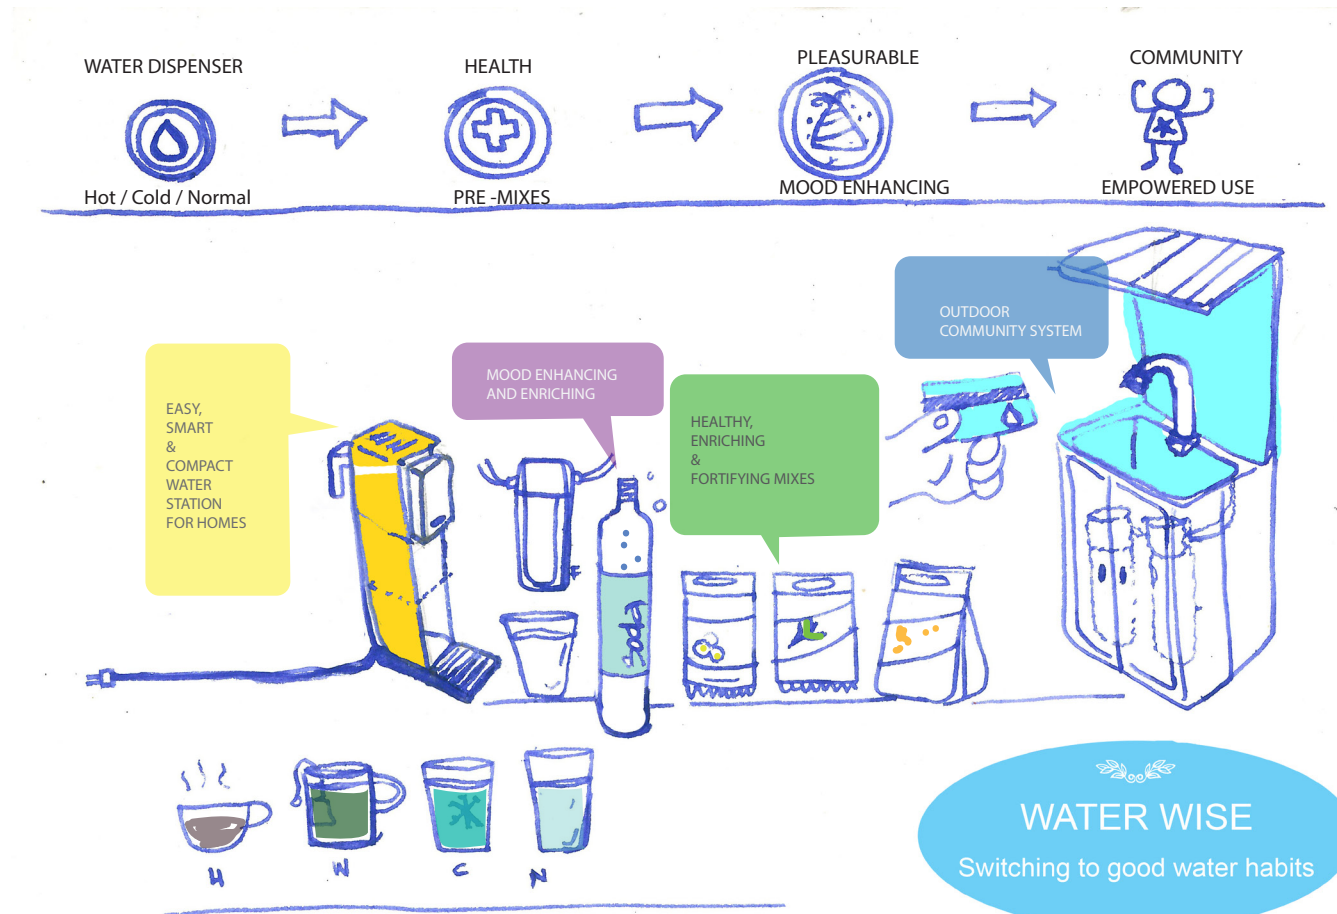 WATER DISPENSER
HEALTH
PLEASURABLE
COMMUNITY
Hot / Cold / Normal
PRE -MIXES
MOOD ENHANCING
EMPOWERED USE
OUTDOOR
COMMUNITY SYSTEM
MOOD ENHANCING
AND ENRICHING
EASY,
SMART
&
COMPACT
WATER
STATION
FOR HOMES
HEALTHY,
ENRICHING
&
FORTIFYING MIXES
Soda
H
W
C
N
WATER WISE
Switching to good water habits